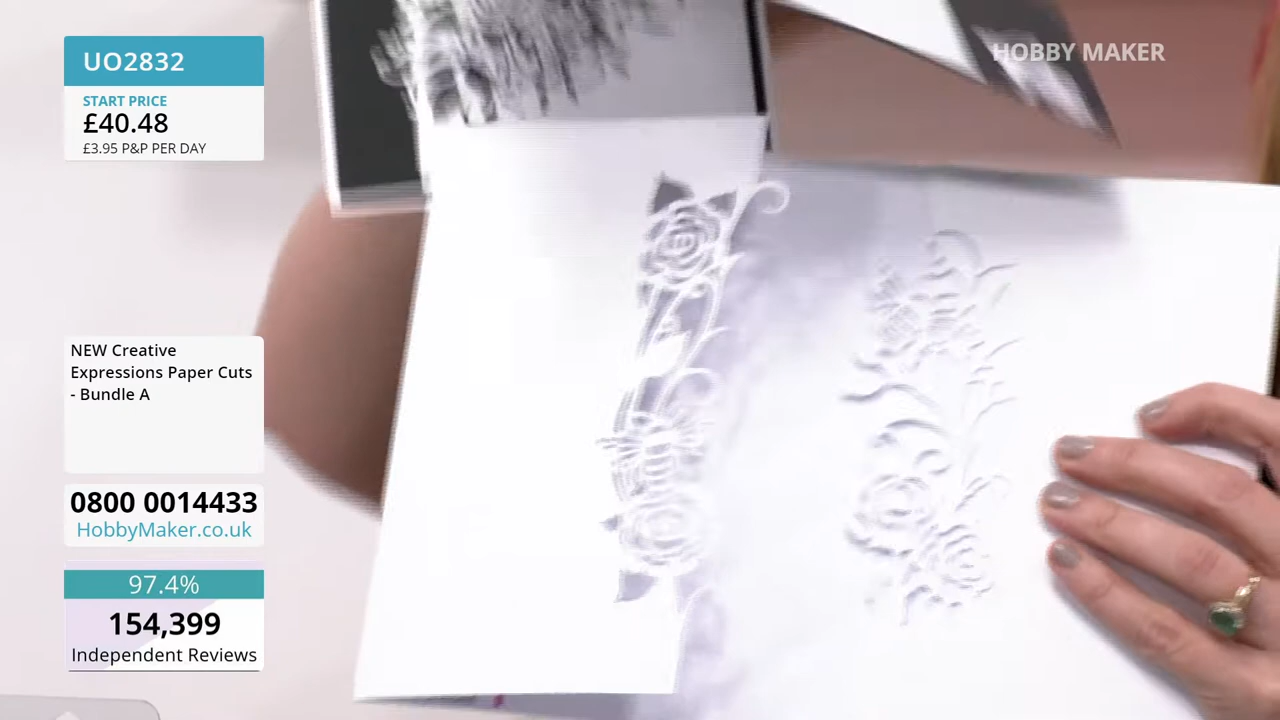 UO2832
START PRICE
£40.48
£3.95 P&P PER DAY
HOBBY MAKER
NEW Creative
Expressions Paper Cuts
- Bundle A
0800 0014433
HobbyMaker.co.uk
97.4%
154,399
Independent Reviews